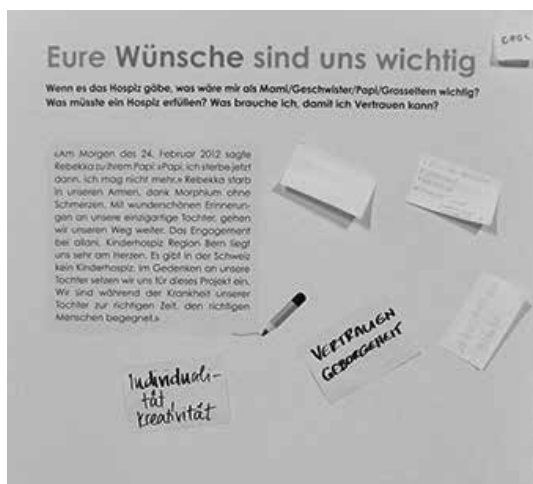 Eure Wünsche sind uns wichtig
Wenn es das Hospiz gäbe, was wäre mir als Mami/Geschwister/Papi/Grosseltern wichtig?
Was müsste ein Hospiz erfüllen? Was brauche ich, damit ich Vertrauen kann?
«Am Morgen des 24. Februar 2012 sagte
Rebekka zu ihrem Papi: »Papi, ich sterbe jetzt
dann, ich mag nicht mehr.« Rebekka starb
in unseren Armen, dank Morphium ohne
Schmerzen. Mit wunderschönen Erinnerun-
gen an unsere einzigartige Tochter, gehen
wir unseren Weg weiter. Das Engagement
bei allani, Kinderhospiz Region Bern liegt
uns sehr am Herzen. Es gibt in der Schweiz
kein Kinderhospiz. Im Gedenken an unsere
Tochter setzen wir uns für dieses Projekt ein.
Wir sind während der Krankheit unserer
Tochter zur richtigen Zeit, den richtigen
Menschen begegnet.»
VERTRAUEN
GEBORGENHEIT
Individuali-
tät
kreativität